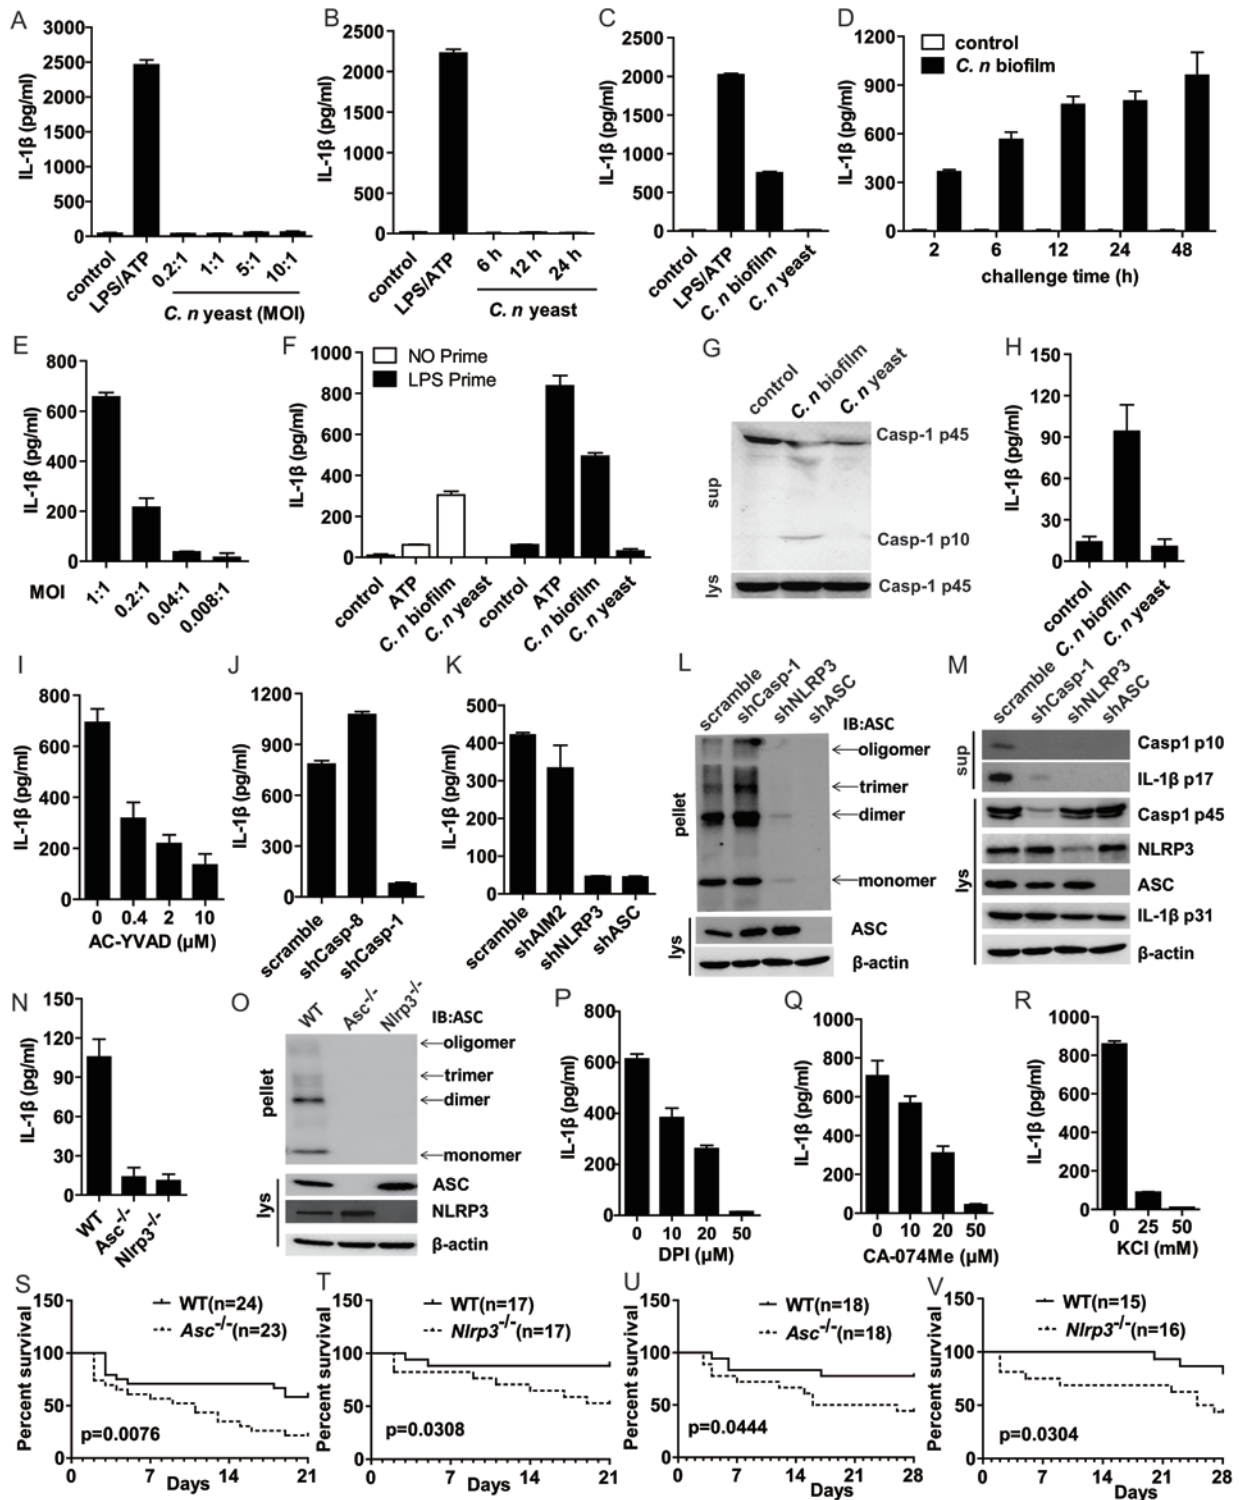 A
IL-1β (pg/ml)
3000
2500
2000
1500
1000
500
0
control
LPS/ATP
0.2:1
1:1
5:1
10:1
C. n yeast (MOI)
B
IL-1β (pg/ml)
2500
2000
1500
1000
500
0
control
LPS/ATP
6 h
12 h
24 h
C. n yeast
C
IL-1β (pg/ml)
2500
2000
1500
1000
500
0
control
LPS/ATP
C. n biofilm
C. n yeast
D
IL-1β (pg/ml)
1200
900
600
300
0
control
C. n biofilm
2 6 12 24 48
challenge time (h)
E
IL-1β (pg/ml)
800
600
400
200
0
MOI
1:1
0.2:1
0.04:1
0.008:1
F
IL-1β (pg/ml)
1000
800
600
400
200
0
NO Prime
LPS Prime
control
ATP
C. n biofilm
C. n yeast
control
ATP
C. n biofilm
C. n yeast
G
control
C. n biofilm
C. n yeast
sup
Casp-1 p45
Casp-1 p10
lys
Casp-1 p45
H
IL-1β (pg/ml)
150
120
90
60
30
0
control
C. n biofilm
C. n yeast
I
IL-1β (pg/ml)
800
600
400
200
0
0 0.4 2 10
AC-YVAD (μM)
J
IL-1β (pg/ml)
1200
900
600
300
0
scramble
shCasp-8
shCasp-1
K
IL-1β (pg/ml)
500
400
300
200
100
0
scramble
shAIM2
shNLRP3
shASC
L
scramble
shCasp-1
shNLRP3
shASC
IB:ASC
pellet
oligomer
trimer
dimer
monomer
lys
ASC
β-actin
M
scramble
shCasp-1
shNLRP3
shASC
sup
Casp1 p10
IL-1β p17
lys
Casp1 p45
NLRP3
ASC
IL-1β p31
β-actin
N
IL-1β (pg/ml)
150
120
90
60
30
0
WT
Asc-/-
Nlrp3-/-
O
WT
Asc-/-
Nlrp3-/-
IB:ASC
pellet
oligomer
trimer
dimer
monomer
lys
ASC
NLRP3
β-actin
P
IL-1β (pg/ml)
800
600
400
200
0
0 10 20 50
DPI (μM)
Q
IL-1β (pg/ml)
1000
800
600
400
200
0
0 10 20 50
CA-074Me (μM)
R
IL-1β (pg/ml)
1000
800
600
400
200
0
0 25 50
KCl (mM)
S
Percent survival
150
100
50
0
WT(n=24)
Asc-/-(n=23)
p=0.0076
0 7 14 21
Days
T
Percent survival
150
100
50
0
WT(n=17)
Nlrp3-/-(n=17)
p=0.0308
0 7 14 21
Days
U
Percent survival
150
100
50
0
WT(n=18)
Asc-/-(n=18)
p=0.0444
0 7 14 21 28
Days
V
Percent survival
150
100
50
0
WT(n=15)
Nlrp3-/-(n=16)
p=0.0304
0 7 14 21 28
Days